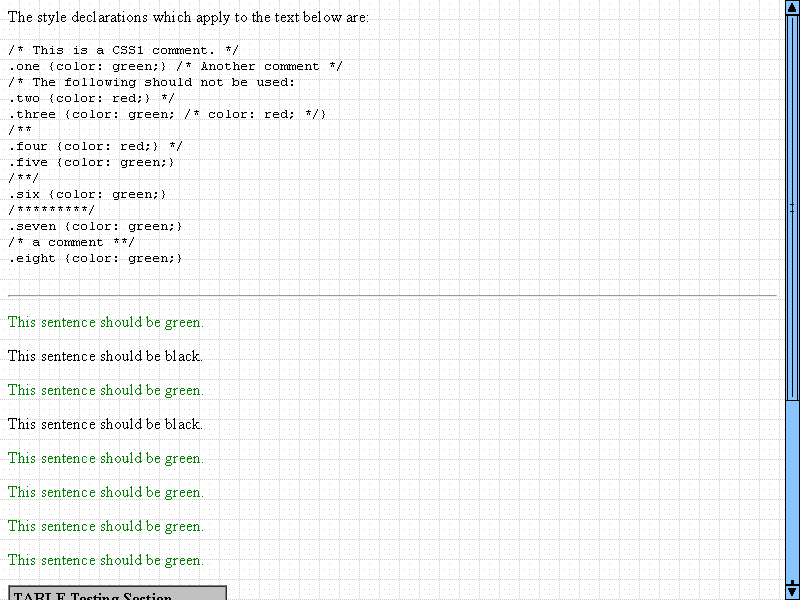 The style declarations which apply to the text below are:
/* This is a CSS1 comment. */
.one {color: green;} /* Another comment */
/* The following should not be used:
.two {color: red;} */
.three {color: green; /* color: red; */}
/**
.four {color: red;} */
.five {color: green;}
/**/
.six {color: green;}
/*********/
.seven {color: green;}
/* a comment **/
.eight {color: green;}
This sentence should be green.
This sentence should be black.
This sentence should be green.
This sentence should be black.
This sentence should be green.
This sentence should be green.
This sentence should be green.
This sentence should be green.
TABLE Testing Section